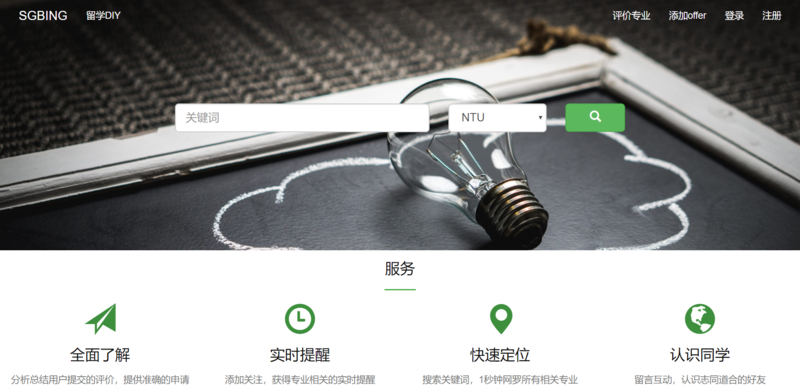 SGBING 留学DIY 评价专业 添加offer 登录 注册
关键词 NTU
服务
全面了解 实时提醒 快速定位 认识同学
分析总结用户提交的评价，提供准确的申请 添加关注，获得专业相关的实时提醒 搜索关键词，1秒钟网罗所有相关专业 留言互动，认识志同道合的好友